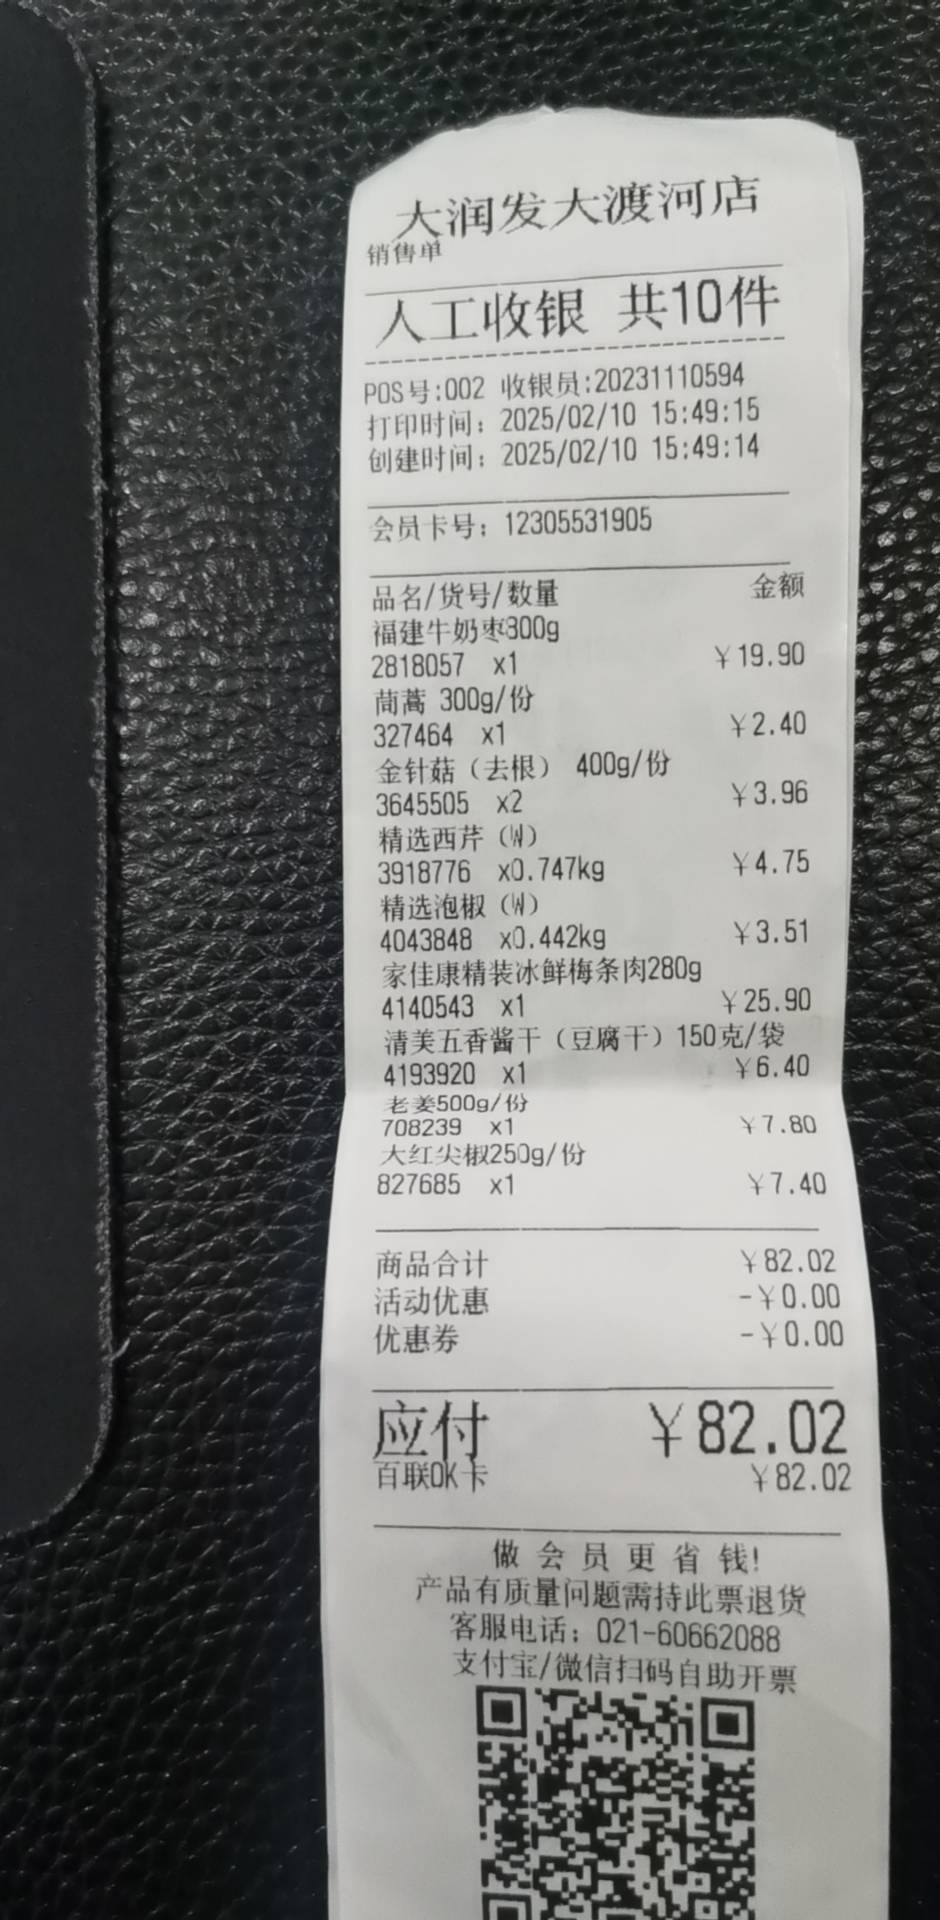 大润发大渡河店
销售单
人工收银 共10件
POS号:002 收银员:20231110594
打印时间: 2025/02/10 15:49:15
创建时间: 2025/02/10 15:49:14
会员卡号: 12305531905
品名/货号/数量 金额
福建牛奶枣300g
2818057 x1 ¥19.90
茼蒿 300g/份
327464 x1 ¥2.40
金针菇（去根） 400g/份
3645505 x2 ¥3.96
精选西芹（W）
3918776 x0.747kg ¥4.75
精选泡椒（W）
4043848 x0.442kg ¥3.51
家佳康精装冰鲜梅条肉280g
4140543 x1 ¥25.90
清美五香酱干（豆腐干）150克/袋
4193920 x1 ¥6.40
老姜500g/份
708239 x1 ¥7.80
大红尖椒250g/份
827685 x1 ¥7.40
商品合计 ¥82.02
活动优惠 -¥0.00
优惠券 -¥0.00
应付 ¥82.02
百联OK卡 ¥82.02
做会员更省钱!
产品有质量问题需持此票退货
客服电话: 021-60662088
支付宝/微信扫码自助开票